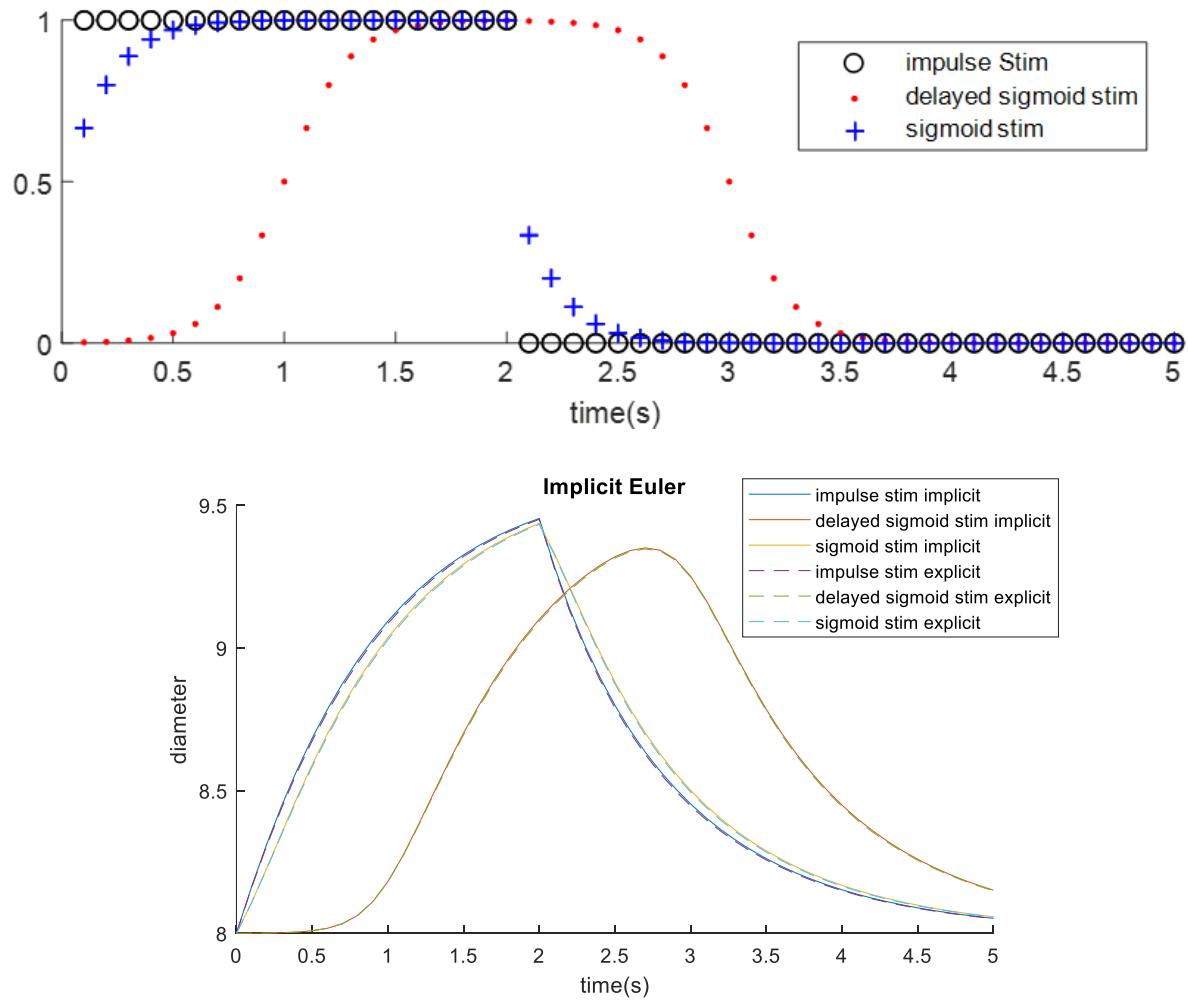 1
impulse Stim
delayed sigmoid stim
sigmoid stim
0.5
0
0 0.5 1 1.5 2 2.5 3 3.5 4 4.5 5
time(s)
Implicit Euler
9.5
impulse stim implicit
delayed sigmoid stim implicit
sigmoid stim implicit
impulse stim explicit
delayed sigmoid stim explicit
sigmoid stim explicit
9
diameter
8.5
8
0 0.5 1 1.5 2 2.5 3 3.5 4 4.5 5
time(s)